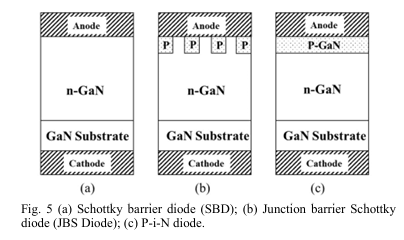 Anode Anode Anode
P P P P P-GaN
n-GaN n-GaN n-GaN
GaN Substrate GaN Substrate GaN Substrate
Cathode Cathode Cathode
(a) (b) (c)
Fig. 5 (a) Schottky barrier diode (SBD); (b) Junction barrier Schottky
diode (JBS Diode); (c) P-i-N diode.